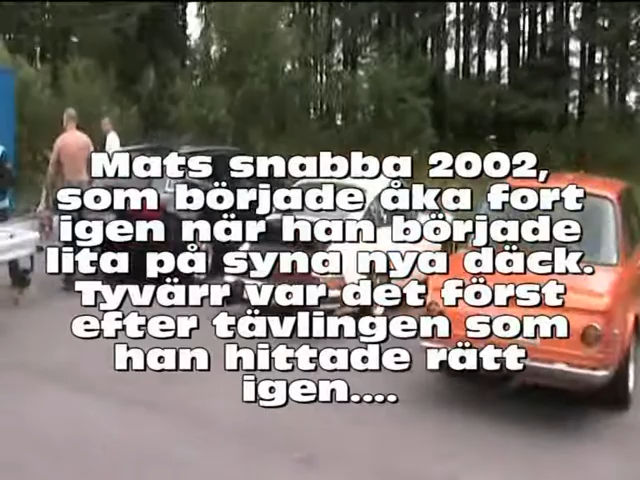 Mats snabba 2002,
som började åka fort
igen när han började
lita på syna nya däck.
Tyvärr var det först
efter tävlingen som
han hittade rätt
igen....